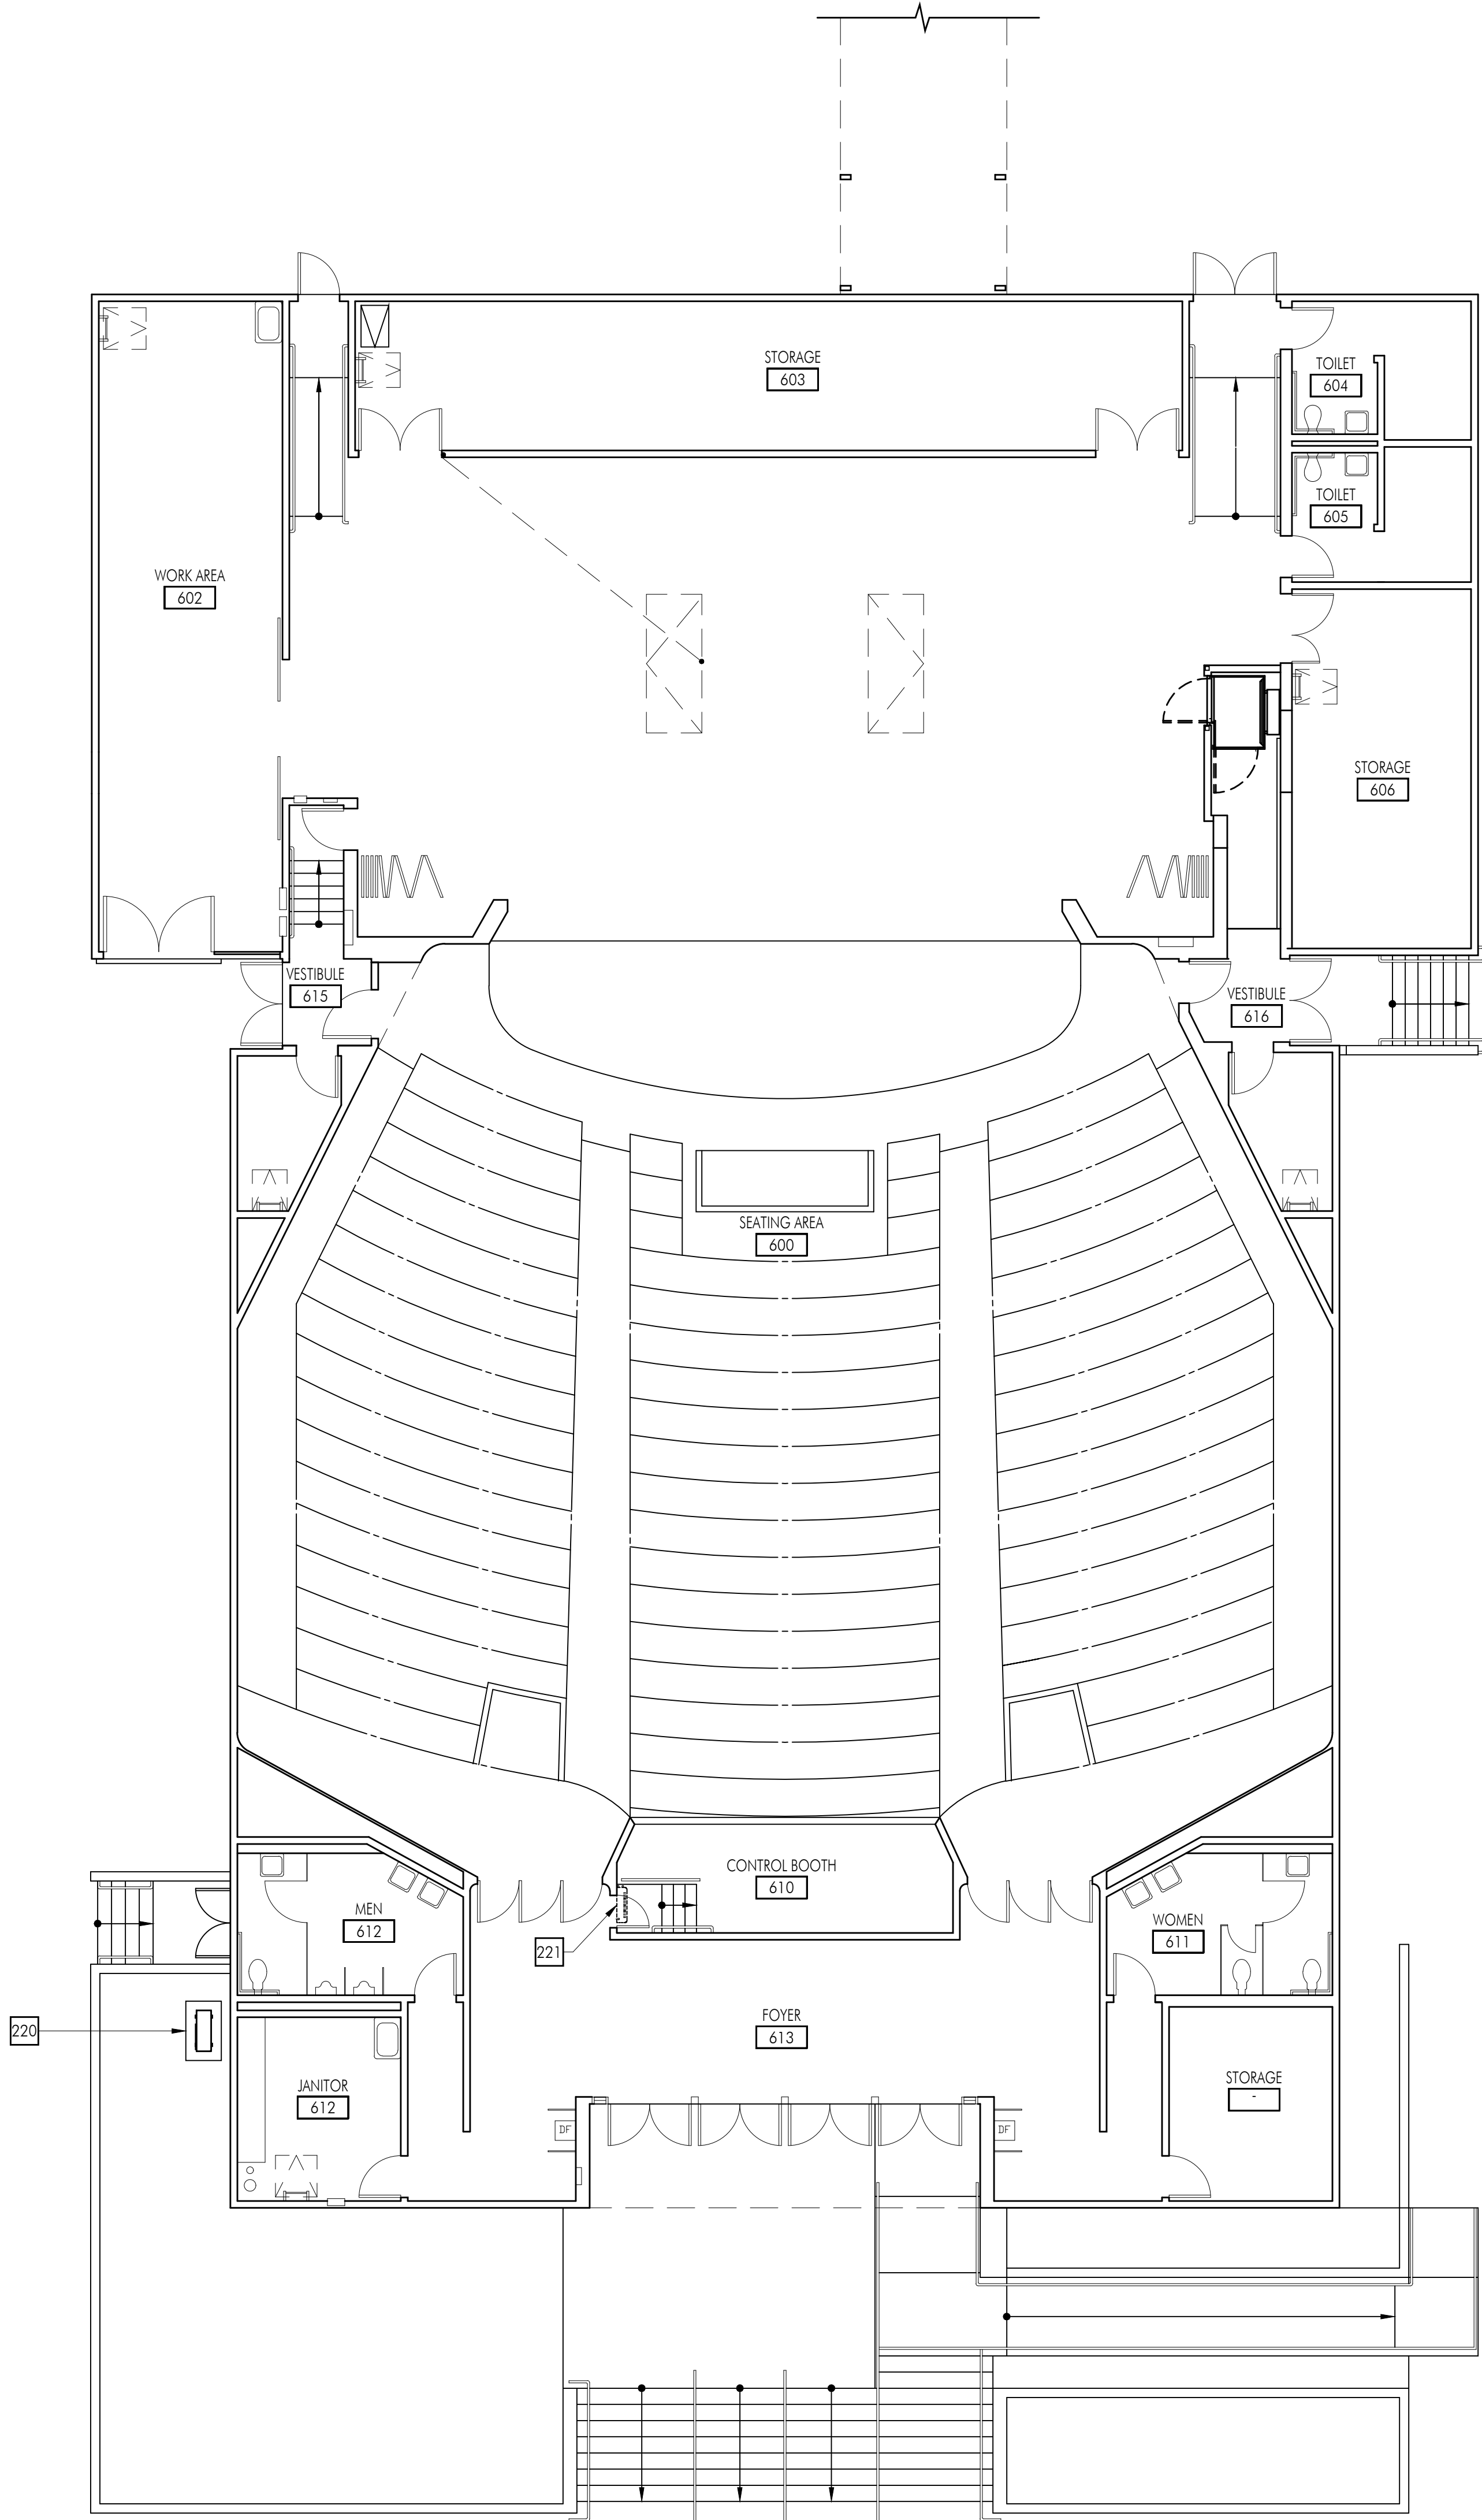 STORAGE
603
TOILET
604
TOILET
605
WORK AREA
602
STORAGE
606
VESTIBULE
615
VESTIBULE
616
SEATING AREA
600
CONTROL BOOTH
610
MEN
612
WOMEN
611
221
FOYER
613
220
JANITOR
612
STORAGE
-
DF
DF